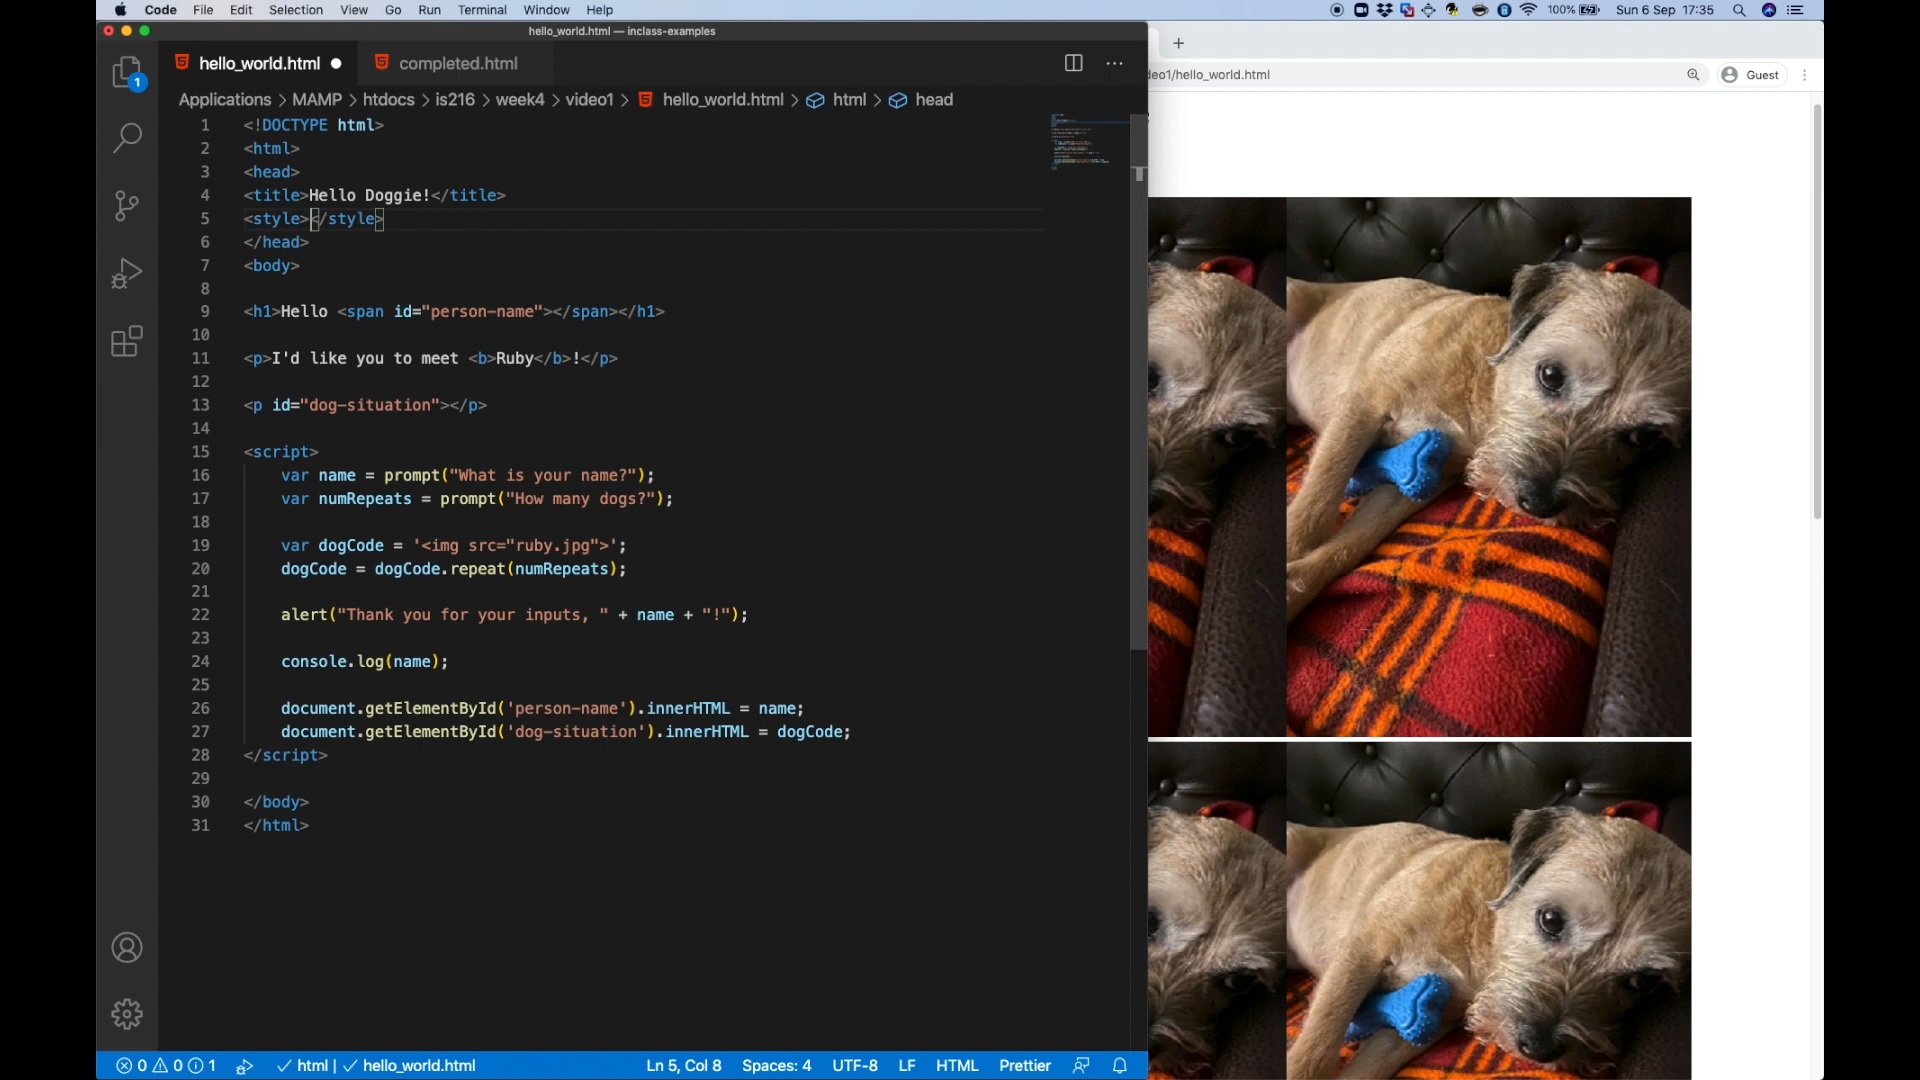 Code File Edit Selection View Go Run Terminal Window Help
100% Sun 6 Sep 17:35
hello_world.html — inclass-examples
hello_world.html
completed.html
Applications > MAMP > htdocs > is216 > week4 > video1 > hello_world.html > html > head
1 <!DOCTYPE html>
2 <html>
3 <head>
4 <title>Hello Doggie!</title>
5 <style></style>
6 </head>
7 <body>
8
9 <h1>Hello <span id="person-name"></span></h1>
10
11 <p>I'd like you to meet <b>Ruby</b>!</p>
12
13 <p id="dog-situation"></p>
14
15 <script>
16 var name = prompt("What is your name?");
17 var numRepeats = prompt("How many dogs?");
18
19 var dogCode = '<img src="ruby.jpg">';
20 dogCode = dogCode.repeat(numRepeats);
21
22 alert("Thank you for your inputs, " + name + "!");
23
24 console.log(name);
25
26 document.getElementById('person-name').innerHTML = name;
27 document.getElementById('dog-situation').innerHTML = dogCode;
28 </script>
29
30 </body>
31 </html>
1
0 0 1 html | hello_world.html Ln 5, Col 8 Spaces: 4 UTF-8 LF HTML Prettier
deo1/hello_world.html
Guest